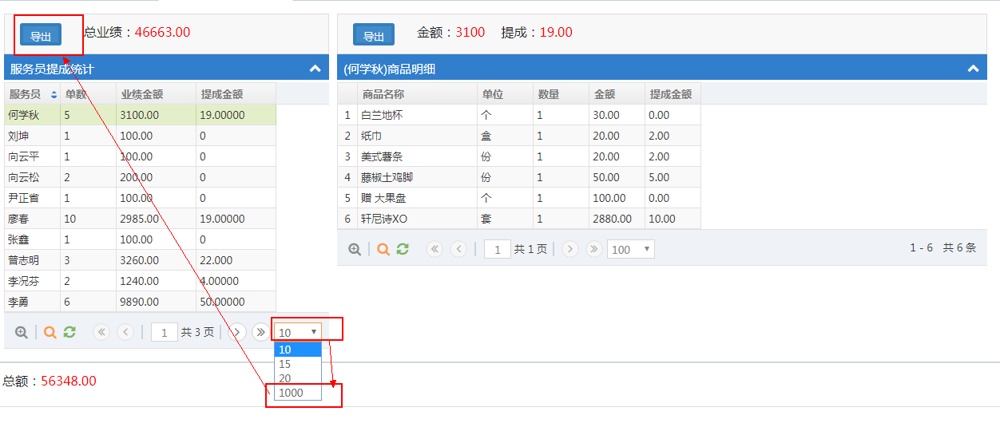 导出 总业绩：46663.00
服务员提成统计
服务员 单数 业绩金额 提成金额
何学秋 5 3100.00 19.00000
刘坤 1 100.00 0
向云平 1 100.00 0
向云松 2 200.00 0
尹正省 1 100.00 0
廖春 10 2985.00 19.00000
张鑫 1 100.00 0
普志明 3 3260.00 22.000
李况芬 2 1240.00 4.00000
李勇 6 9890.00 50.00000
1 共 3 页 10
10
15
20
1000
总额：56348.00
导出 金额：3100 提成：19.00
(何学秋)商品明细
商品名称 单位 数量 金额 提成金额
1 白兰地杯 个 1 30.00 0.00
2 纸巾 盒 1 20.00 2.00
3 美式薯条 份 1 20.00 2.00
4 藤椒土鸡脚 份 1 50.00 5.00
5 赠 大果盘 个 1 100.00 0.00
6 轩尼诗XO 套 1 2880.00 10.00
1 共 1 页 100 1 - 6 共 6 条